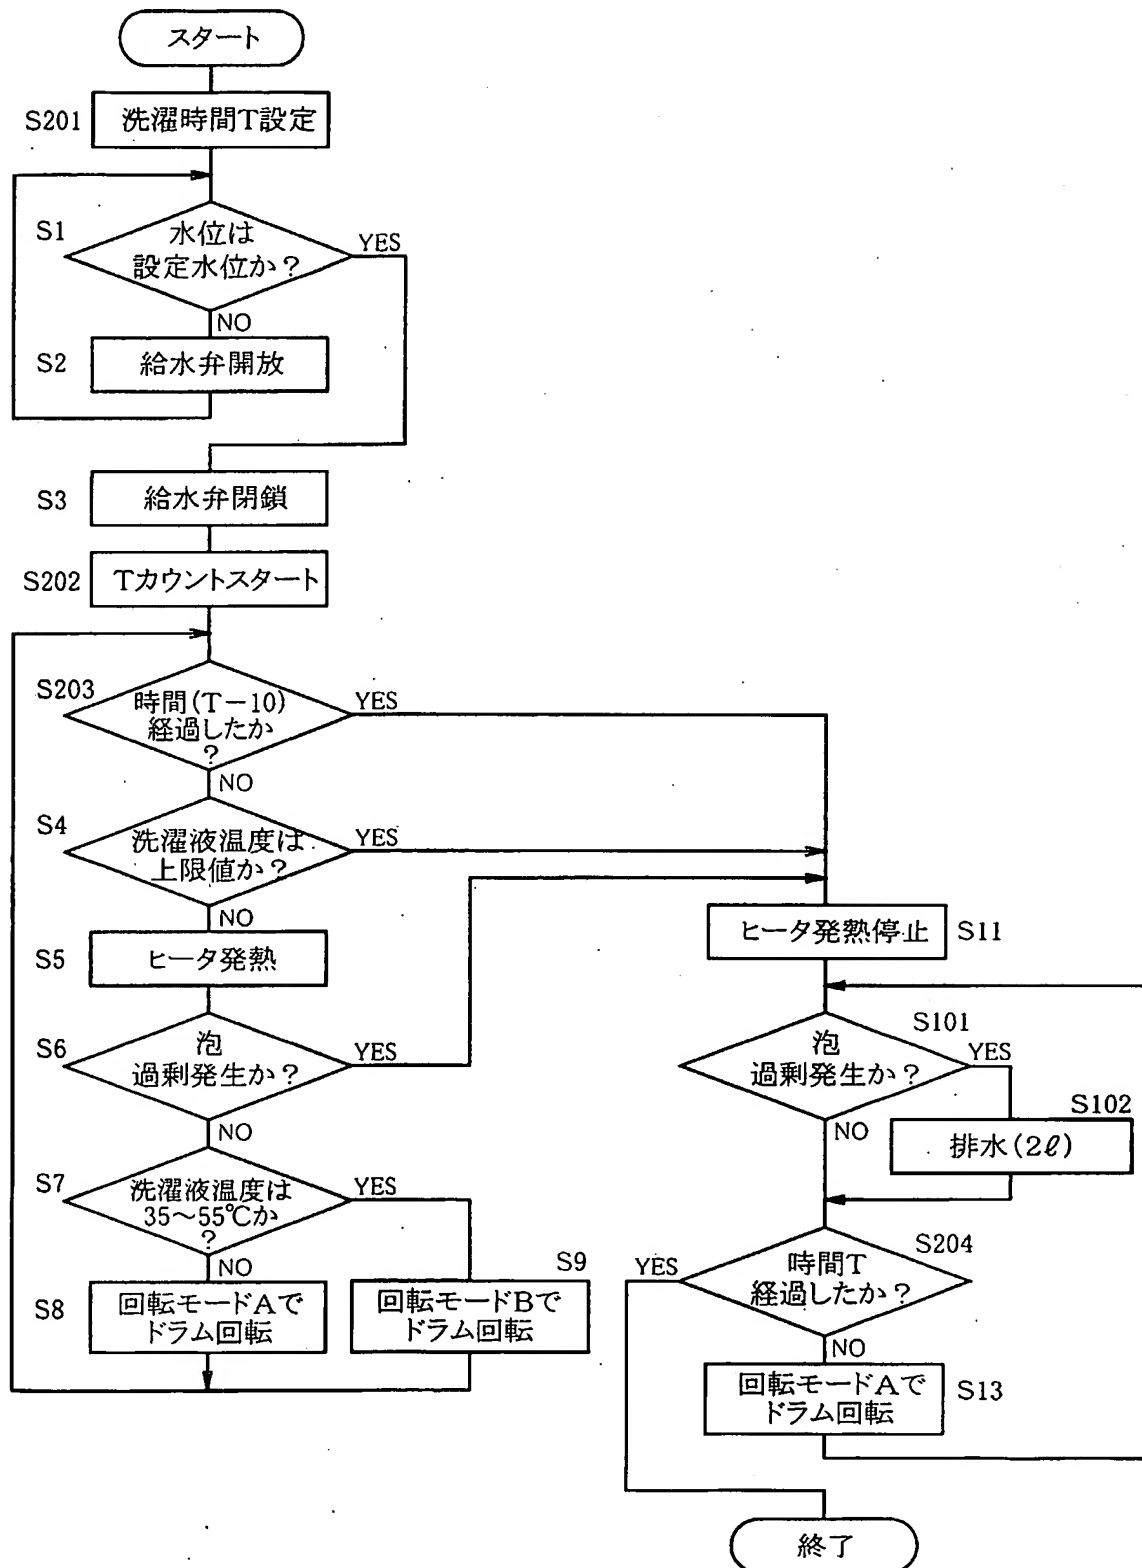 スタート
S201
洗濯時間T設定
S1
水位は
設定水位か？
YES
NO
S2
給水弁開放
S3
給水弁閉鎖
S202
Tカウントスタート
S203
時間(T－10)
経過したか
？
YES
NO
S4
洗濯液温度は
上限値か？
YES
NO
S5
ヒータ発熱
S6
泡
過剰発生か？
YES
NO
S7
洗濯液温度は
35～55℃か
？
YES
NO
S8
回転モードAで
ドラム回転
S9
回転モードBで
ドラム回転
ヒータ発熱停止
S11
S101
泡
過剰発生か？
YES
NO
S102
排水(2ℓ)
S204
時間T
経過したか？
YES
NO
回転モードAで
ドラム回転
S13
終了